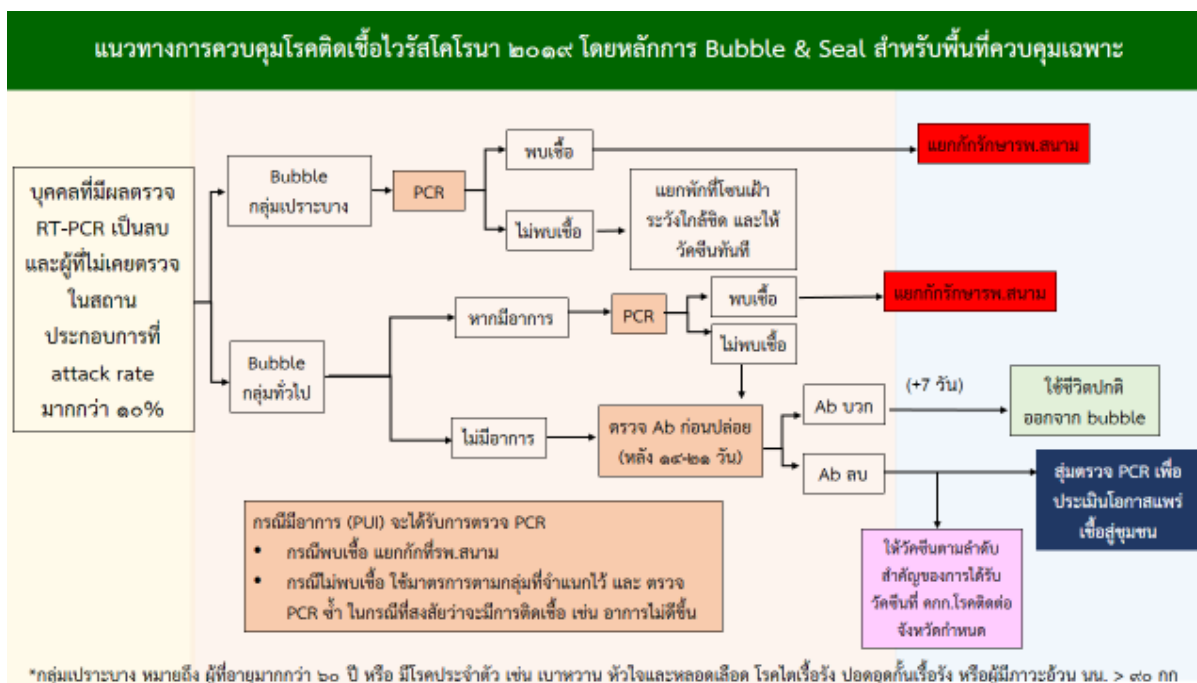 แนวทางการควบคุมโรคติดเชื้อไวรัสโคโรนา ๒๐๑๙ โดยหลักการ Bubble & Seal สำหรับพื้นที่ควบคุมเฉพาะ
บุคคลที่มีผลตรวจ
RT-PCR เป็นลบ
และผู้ที่ไม่เคยตรวจ
ในสถาน
ประกอบการที่
attack rate
มากกว่า ๑๐%
Bubble
กลุ่มเปราะบาง
PCR
พบเชื้อ
แยกกักรักษารพ.สนาม
ไม่พบเชื้อ
แยกพักที่โซนเฝ้า
ระวังใกล้ชิด และให้
วัคซีนทันที
Bubble
กลุ่มทั่วไป
หากมีอาการ
PCR
พบเชื้อ
แยกกักรักษารพ.สนาม
ไม่พบเชื้อ
ไม่มีอาการ
ตรวจ Ab ก่อนปล่อย
(หลัง ๑๔-๒๑ วัน)
Ab บวก
(+7 วัน)
ใช้ชีวิตปกติ
ออกจาก bubble
Ab ลบ
สุ่มตรวจ PCR เพื่อ
ประเมินโอกาสแพร่
เชื้อสู่ชุมชน
ให้วัคซีนตามลำดับ
สำคัญของการได้รับ
วัคซีนที่ คกก.โรคติดต่อ
จังหวัดกำหนด
กรณีมีอาการ (PUI) จะได้รับการตรวจ PCR
• กรณีพบเชื้อ แยกกักที่รพ.สนาม
• กรณีไม่พบเชื้อ ใช้มาตรการตามกลุ่มที่จำแนกไว้ และ ตรวจ
PCR ซ้ำ ในกรณีที่สงสัยว่าจะมีการติดเชื้อ เช่น อาการไม่ดีขึ้น
*กลุ่มเปราะบาง หมายถึง ผู้ที่อายุมากกว่า ๖๐ ปี หรือ มีโรคประจำตัว เช่น เบาหวาน หัวใจและหลอดเลือด โรคไตเรื้อรัง ปอดอุดกั้นเรื้อรัง หรือผู้มีภาวะอ้วน นน. > ๙๐ กก